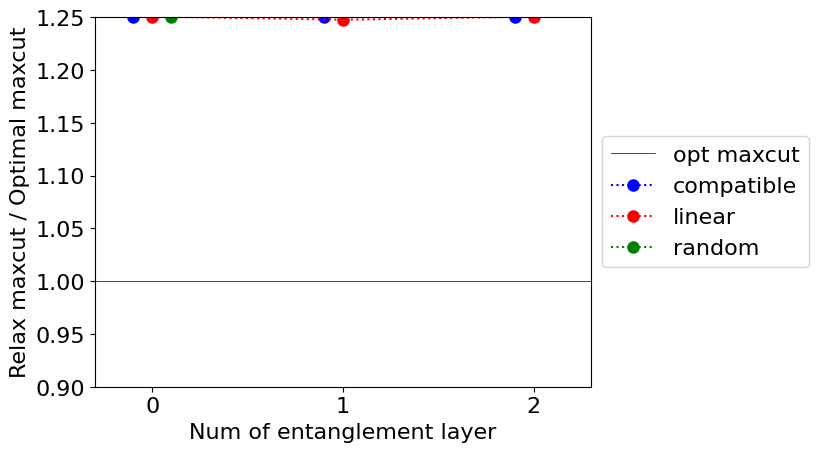 Relax maxcut / Optimal maxcut
1.25
1.20
1.15
1.10
1.05
1.00
0.95
0.90
0 1 2
Num of entanglement layer
opt maxcut
compatible
linear
random